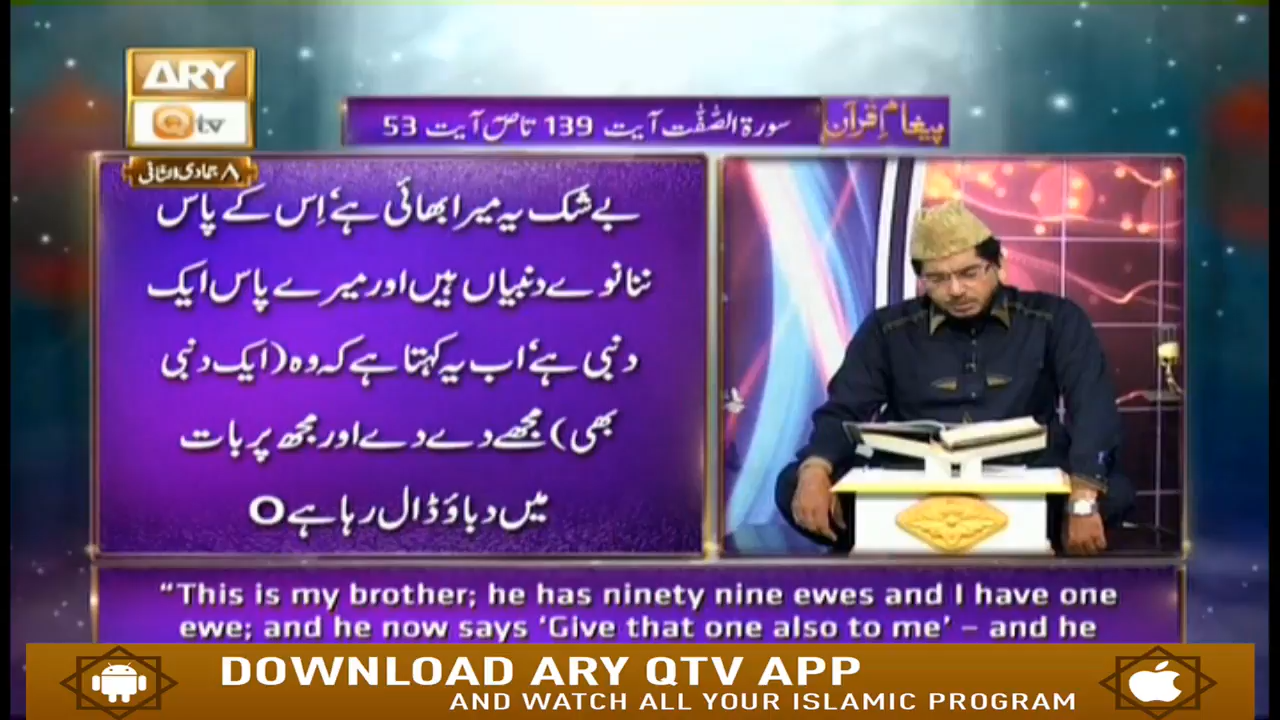 ARY
Qtv
پیغامِ قرآن
سورۃ الصّٰفّٰت آیت 139 تا صٓ آیت 53
۸ جمادی الثانی
بے شک یہ میرا بھائی ہے‘ اِس کے پاس
ننانوے دنبیاں ہیں اور میرے پاس ایک
دنبی ہے‘ اب یہ کہتا ہے کہ وہ (ایک دنبی
بھی) مجھے دے دے اور مجھ پر بات
میں دباؤ ڈال رہا ہے O
“This is my brother; he has ninety nine ewes and I have one
ewe; and he now says ‘Give that one also to me’ – and he
DOWNLOAD ARY QTV APP
AND WATCH ALL YOUR ISLAMIC PROGRAM